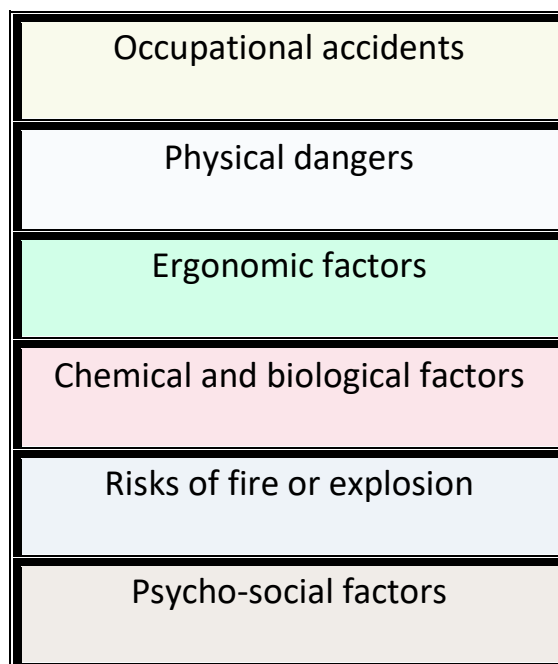 Occupational accidents
Physical dangers
Ergonomic factors
Chemical and biological factors
Risks of fire or explosion
Psycho-social factors